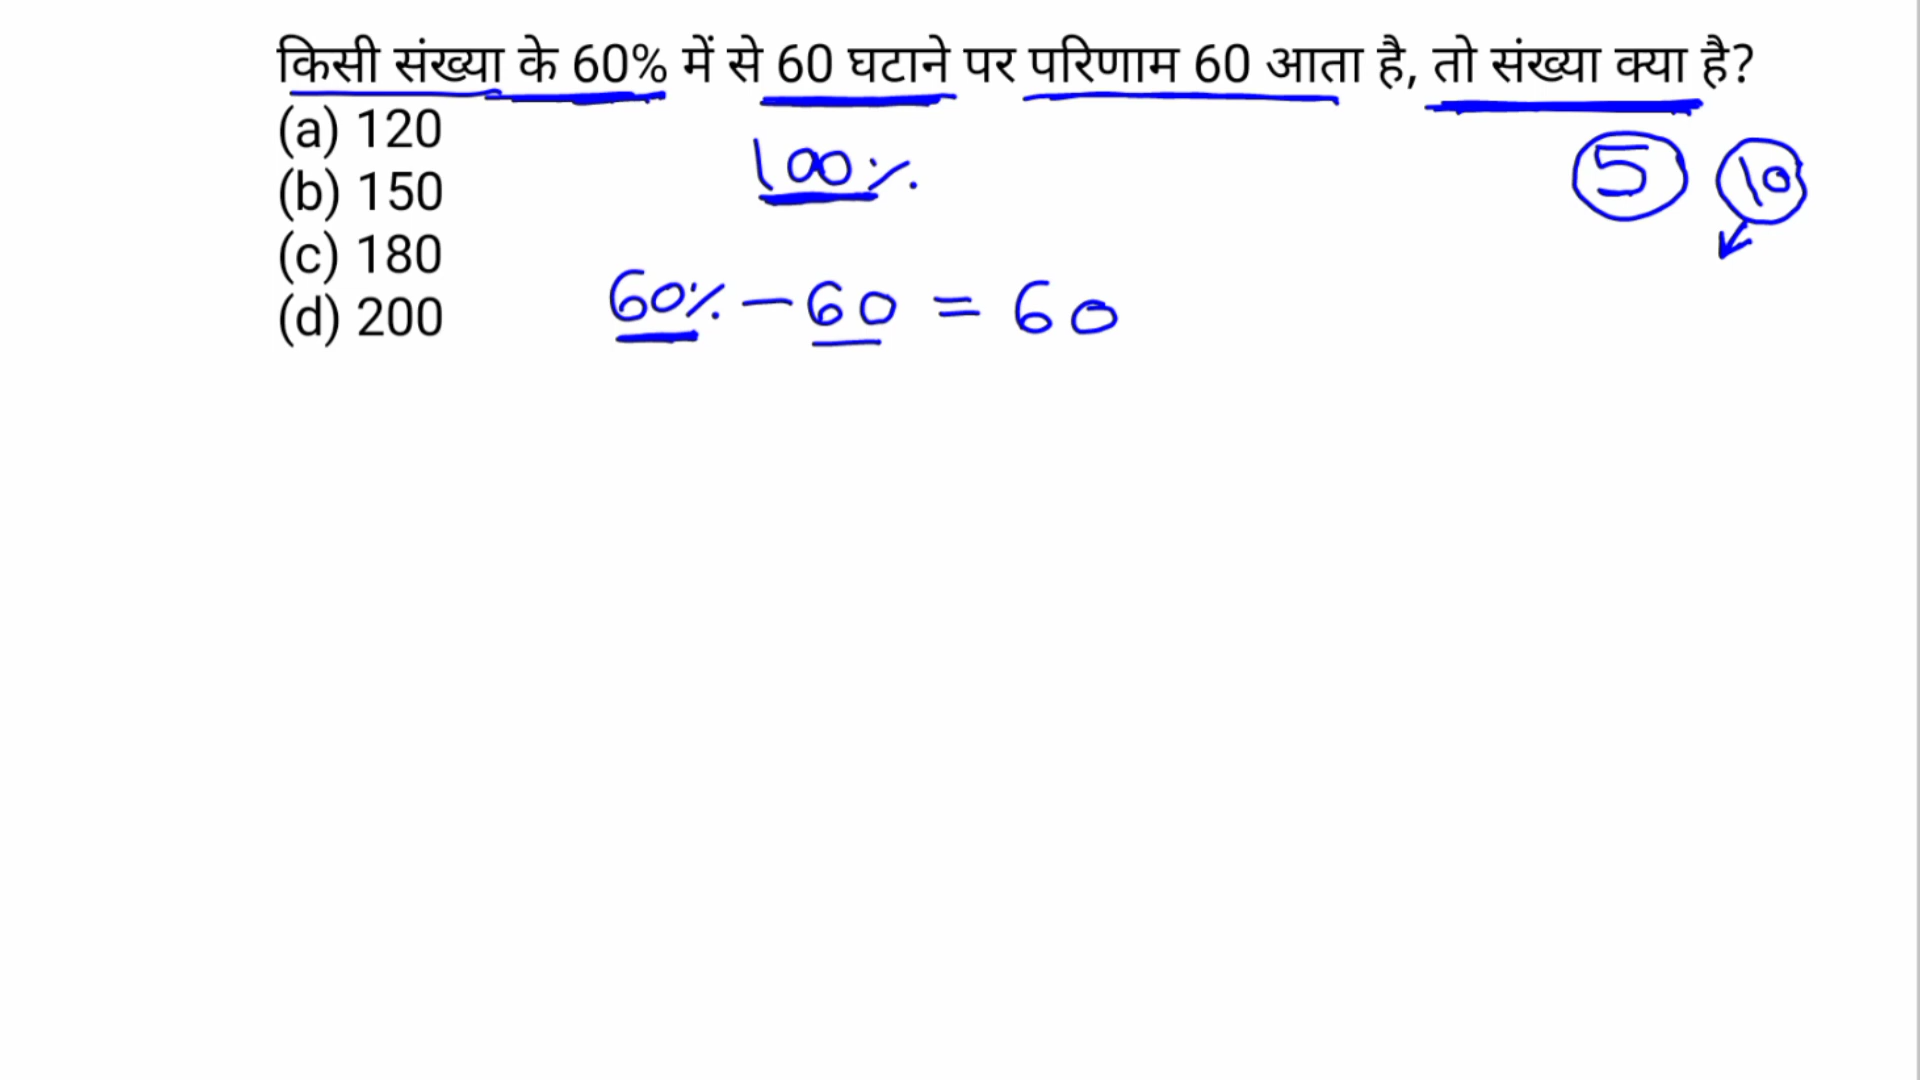 किसी संख्या के 60% में से 60 घटाने पर परिणाम 60 आता है, तो संख्या क्या है?
(a) 120
(b) 150
(c) 180
(d) 200
100%
5 10
60% - 60 = 60